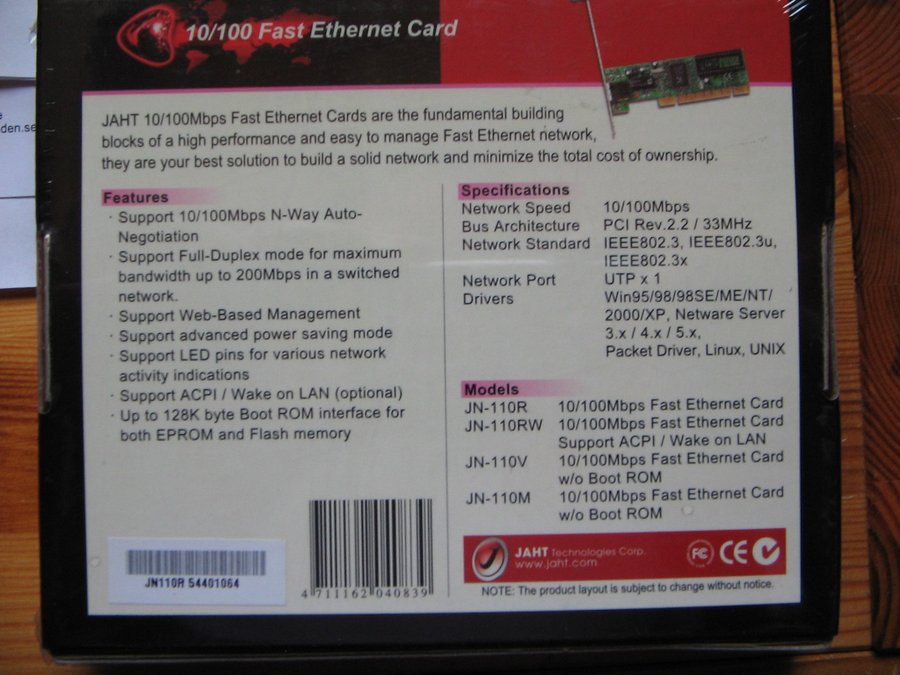 10/100 Fast Ethernet Card
den.se
JAHT 10/100Mbps Fast Ethernet Cards are the fundamental building
blocks of a high performance and easy to manage Fast Ethernet network,
they are your best solution to build a solid network and minimize the total cost of ownership.
Features
· Support 10/100Mbps N-Way Auto-
Negotiation
· Support Full-Duplex mode for maximum
bandwidth up to 200Mbps in a switched
network.
· Support Web-Based Management
· Support advanced power saving mode
· Support LED pins for various network
activity indications
· Support ACPI / Wake on LAN (optional)
· Up to 128K byte Boot ROM interface for
both EPROM and Flash memory
Specifications
Network Speed 10/100Mbps
Bus Architecture PCI Rev.2.2 / 33MHz
Network Standard IEEE802.3, IEEE802.3u,
IEEE802.3x
Network Port UTP x 1
Drivers Win95/98/98SE/ME/NT/
2000/XP, Netware Server
3.x / 4.x / 5.x,
Packet Driver, Linux, UNIX
Models
JN-110R 10/100Mbps Fast Ethernet Card
JN-110RW 10/100Mbps Fast Ethernet Card
Support ACPI / Wake on LAN
JN-110V 10/100Mbps Fast Ethernet Card
w/o Boot ROM
JN-110M 10/100Mbps Fast Ethernet Card
w/o Boot ROM
JN110R 54401064
4 711162 040839
JAHT Technologies Corp.
www.jaht.com
FC CE
NOTE: The product layout is subject to change without notice.